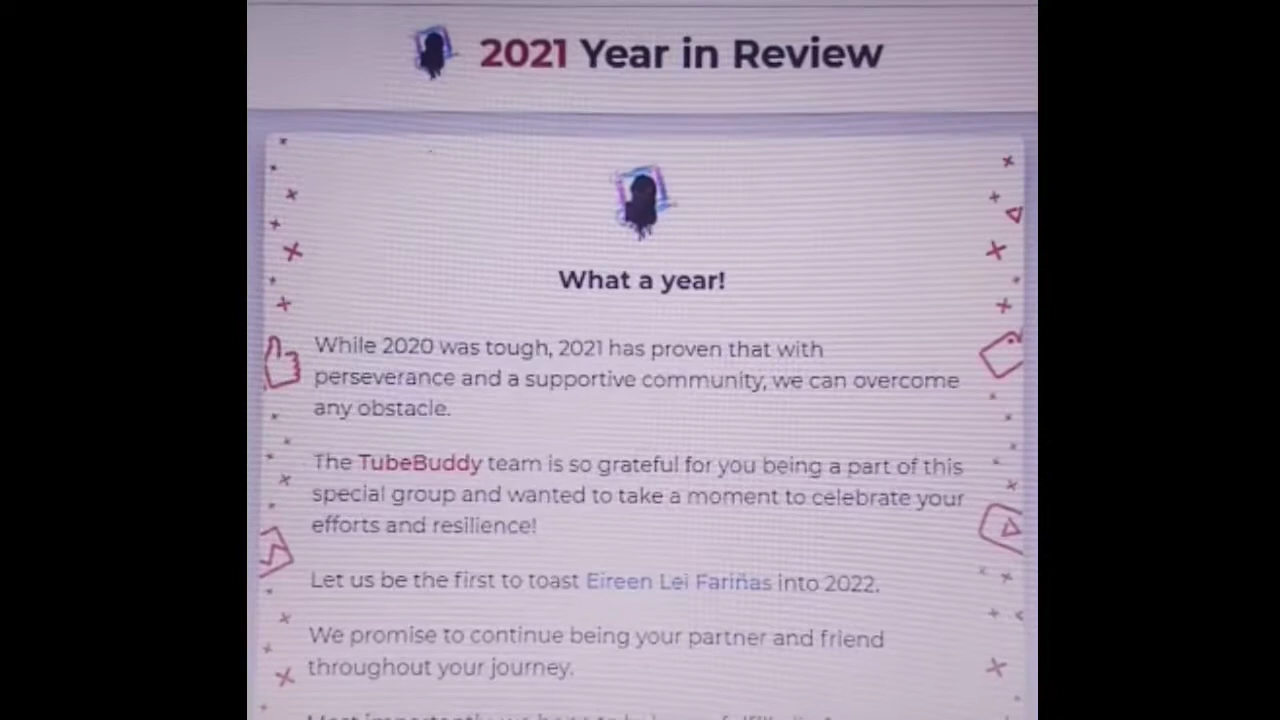 2021 Year in Review
What a year!
While 2020 was tough, 2021 has proven that with
perseverance and a supportive community, we can overcome
any obstacle.
The TubeBuddy team is so grateful for you being a part of this
special group and wanted to take a moment to celebrate your
efforts and resilience!
Let us be the first to toast Eireen Lei Fariñas into 2022.
We promise to continue being your partner and friend
throughout your journey.